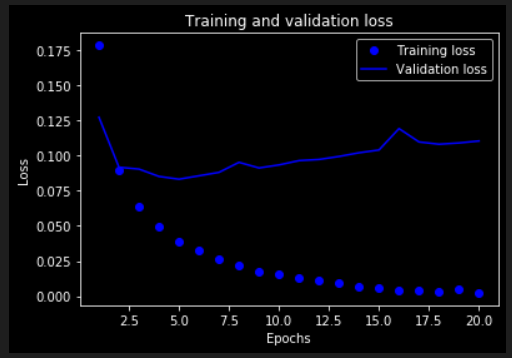 Training and validation loss
Training loss
Validation loss
Loss
0.175
0.150
0.125
0.100
0.075
0.050
0.025
0.000
2.5 5.0 7.5 10.0 12.5 15.0 17.5 20.0
Epochs